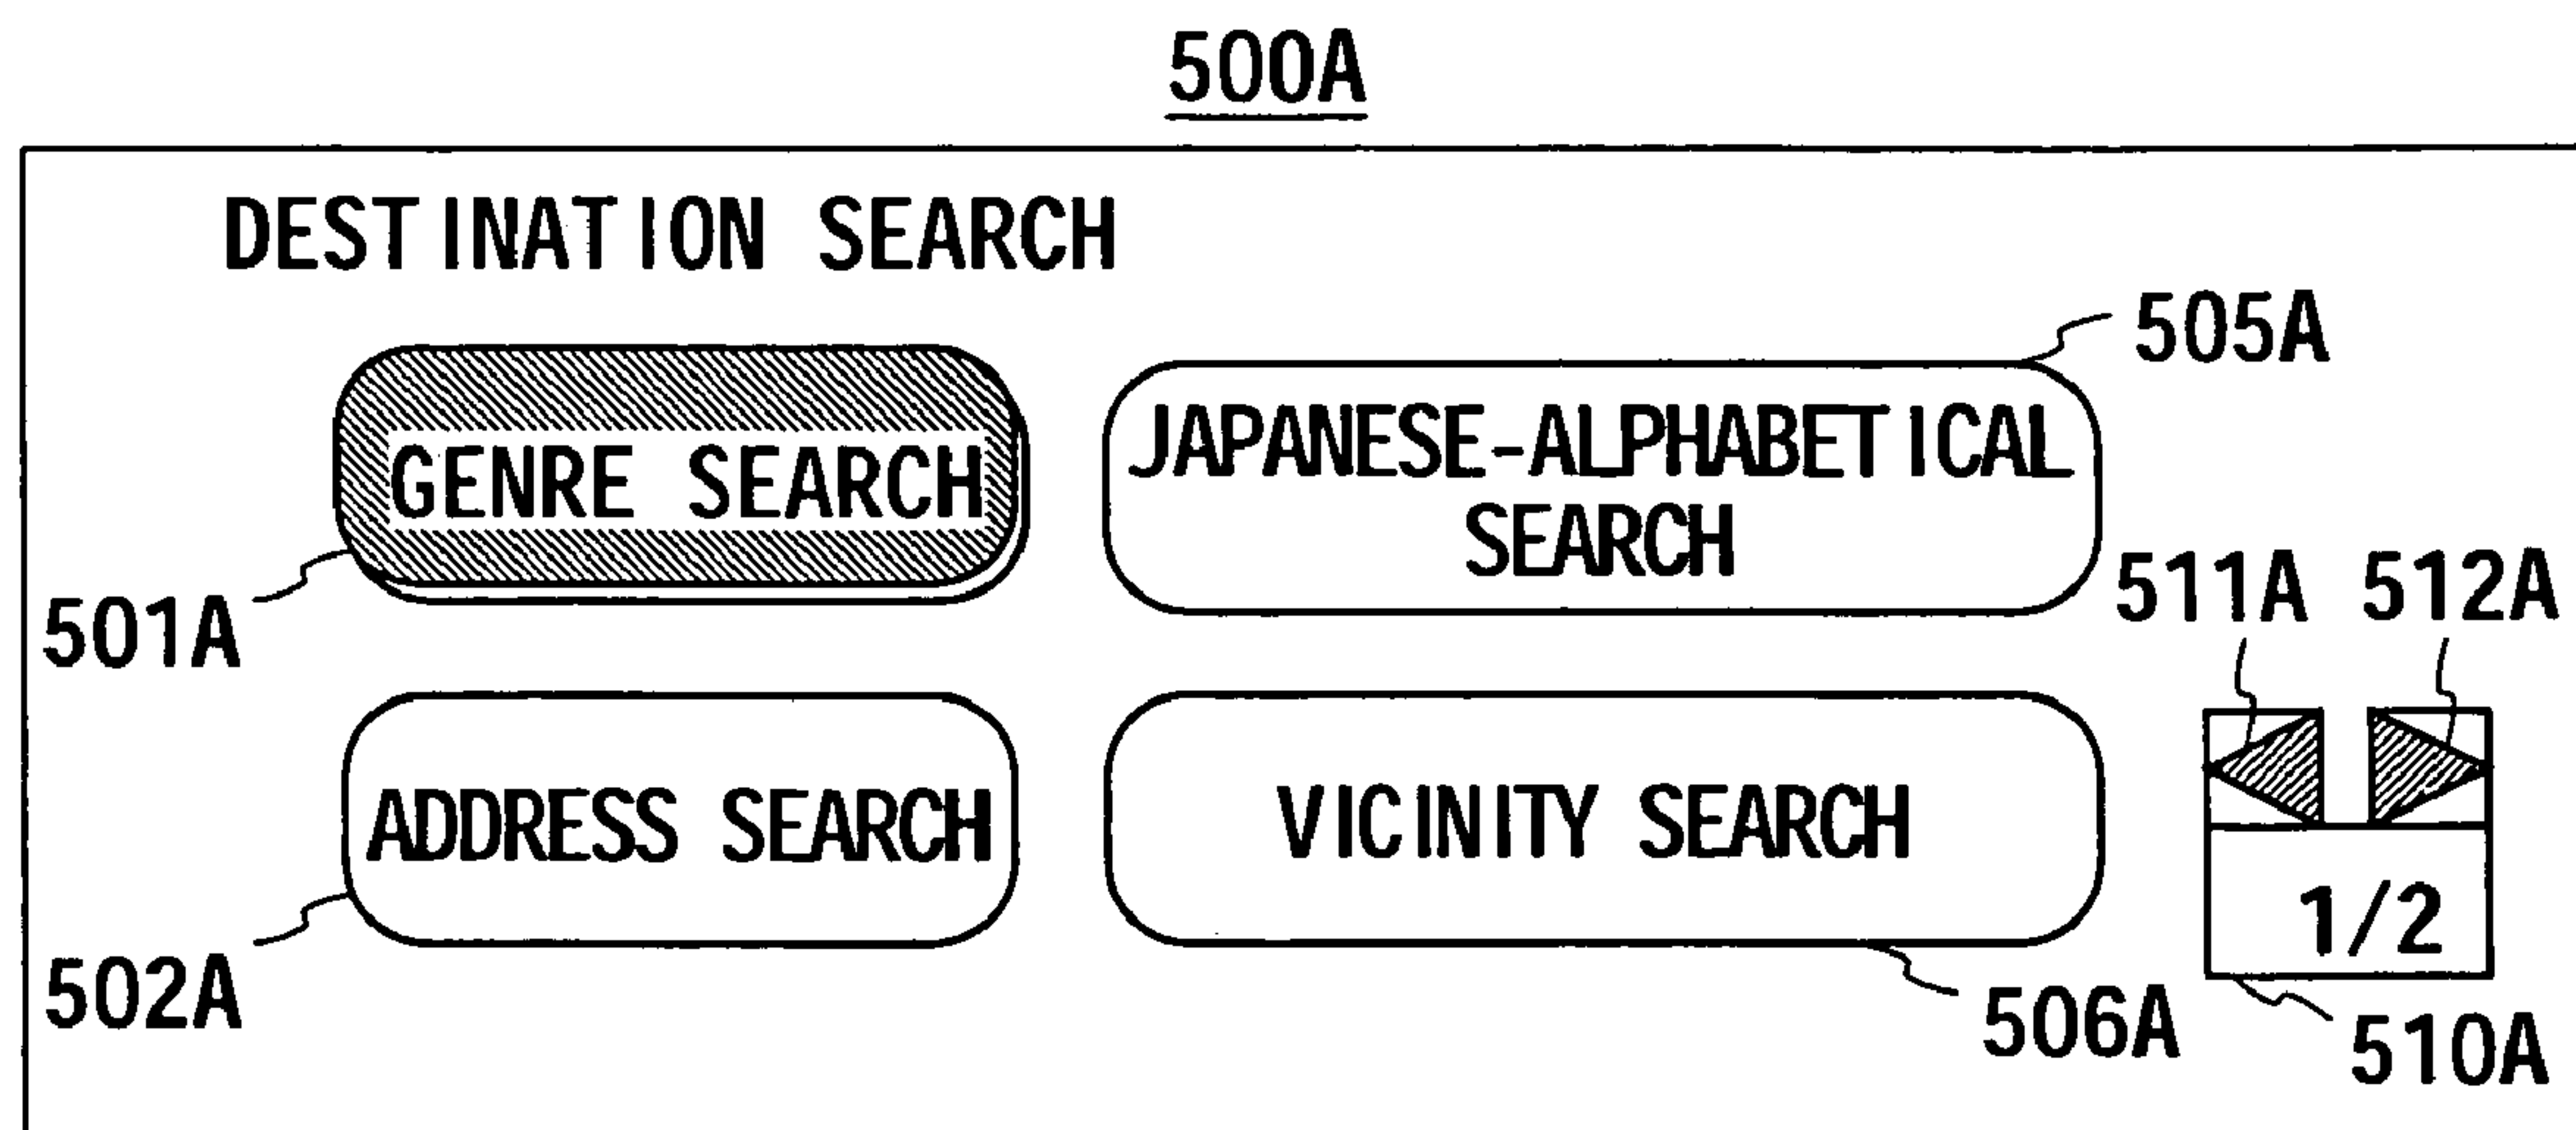 500A
DESTINATION SEARCH
505A
GENRE SEARCH
JAPANESE-ALPHABETICAL
SEARCH
501A
511A
512A
ADDRESS SEARCH
VICINITY SEARCH
1/2
502A
506A
510A